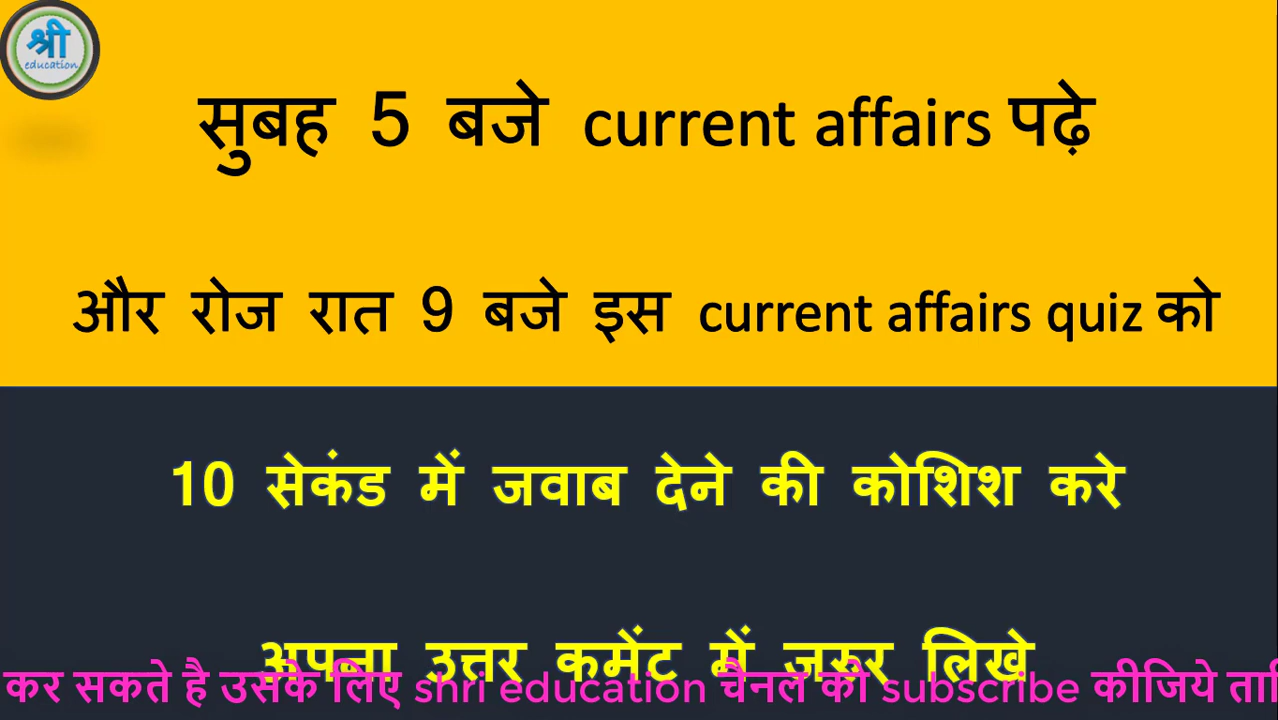 श्री
education
सुबह 5 बजे current affairs पढ़े
और रोज रात 9 बजे इस current affairs quiz को
10 सेकंड में जवाब देने की कोशिश करे
अपना उत्तर कमेंट में जरुर लिखे
कर सकते है उसके लिए shri education चैनल को subscribe कीजिये